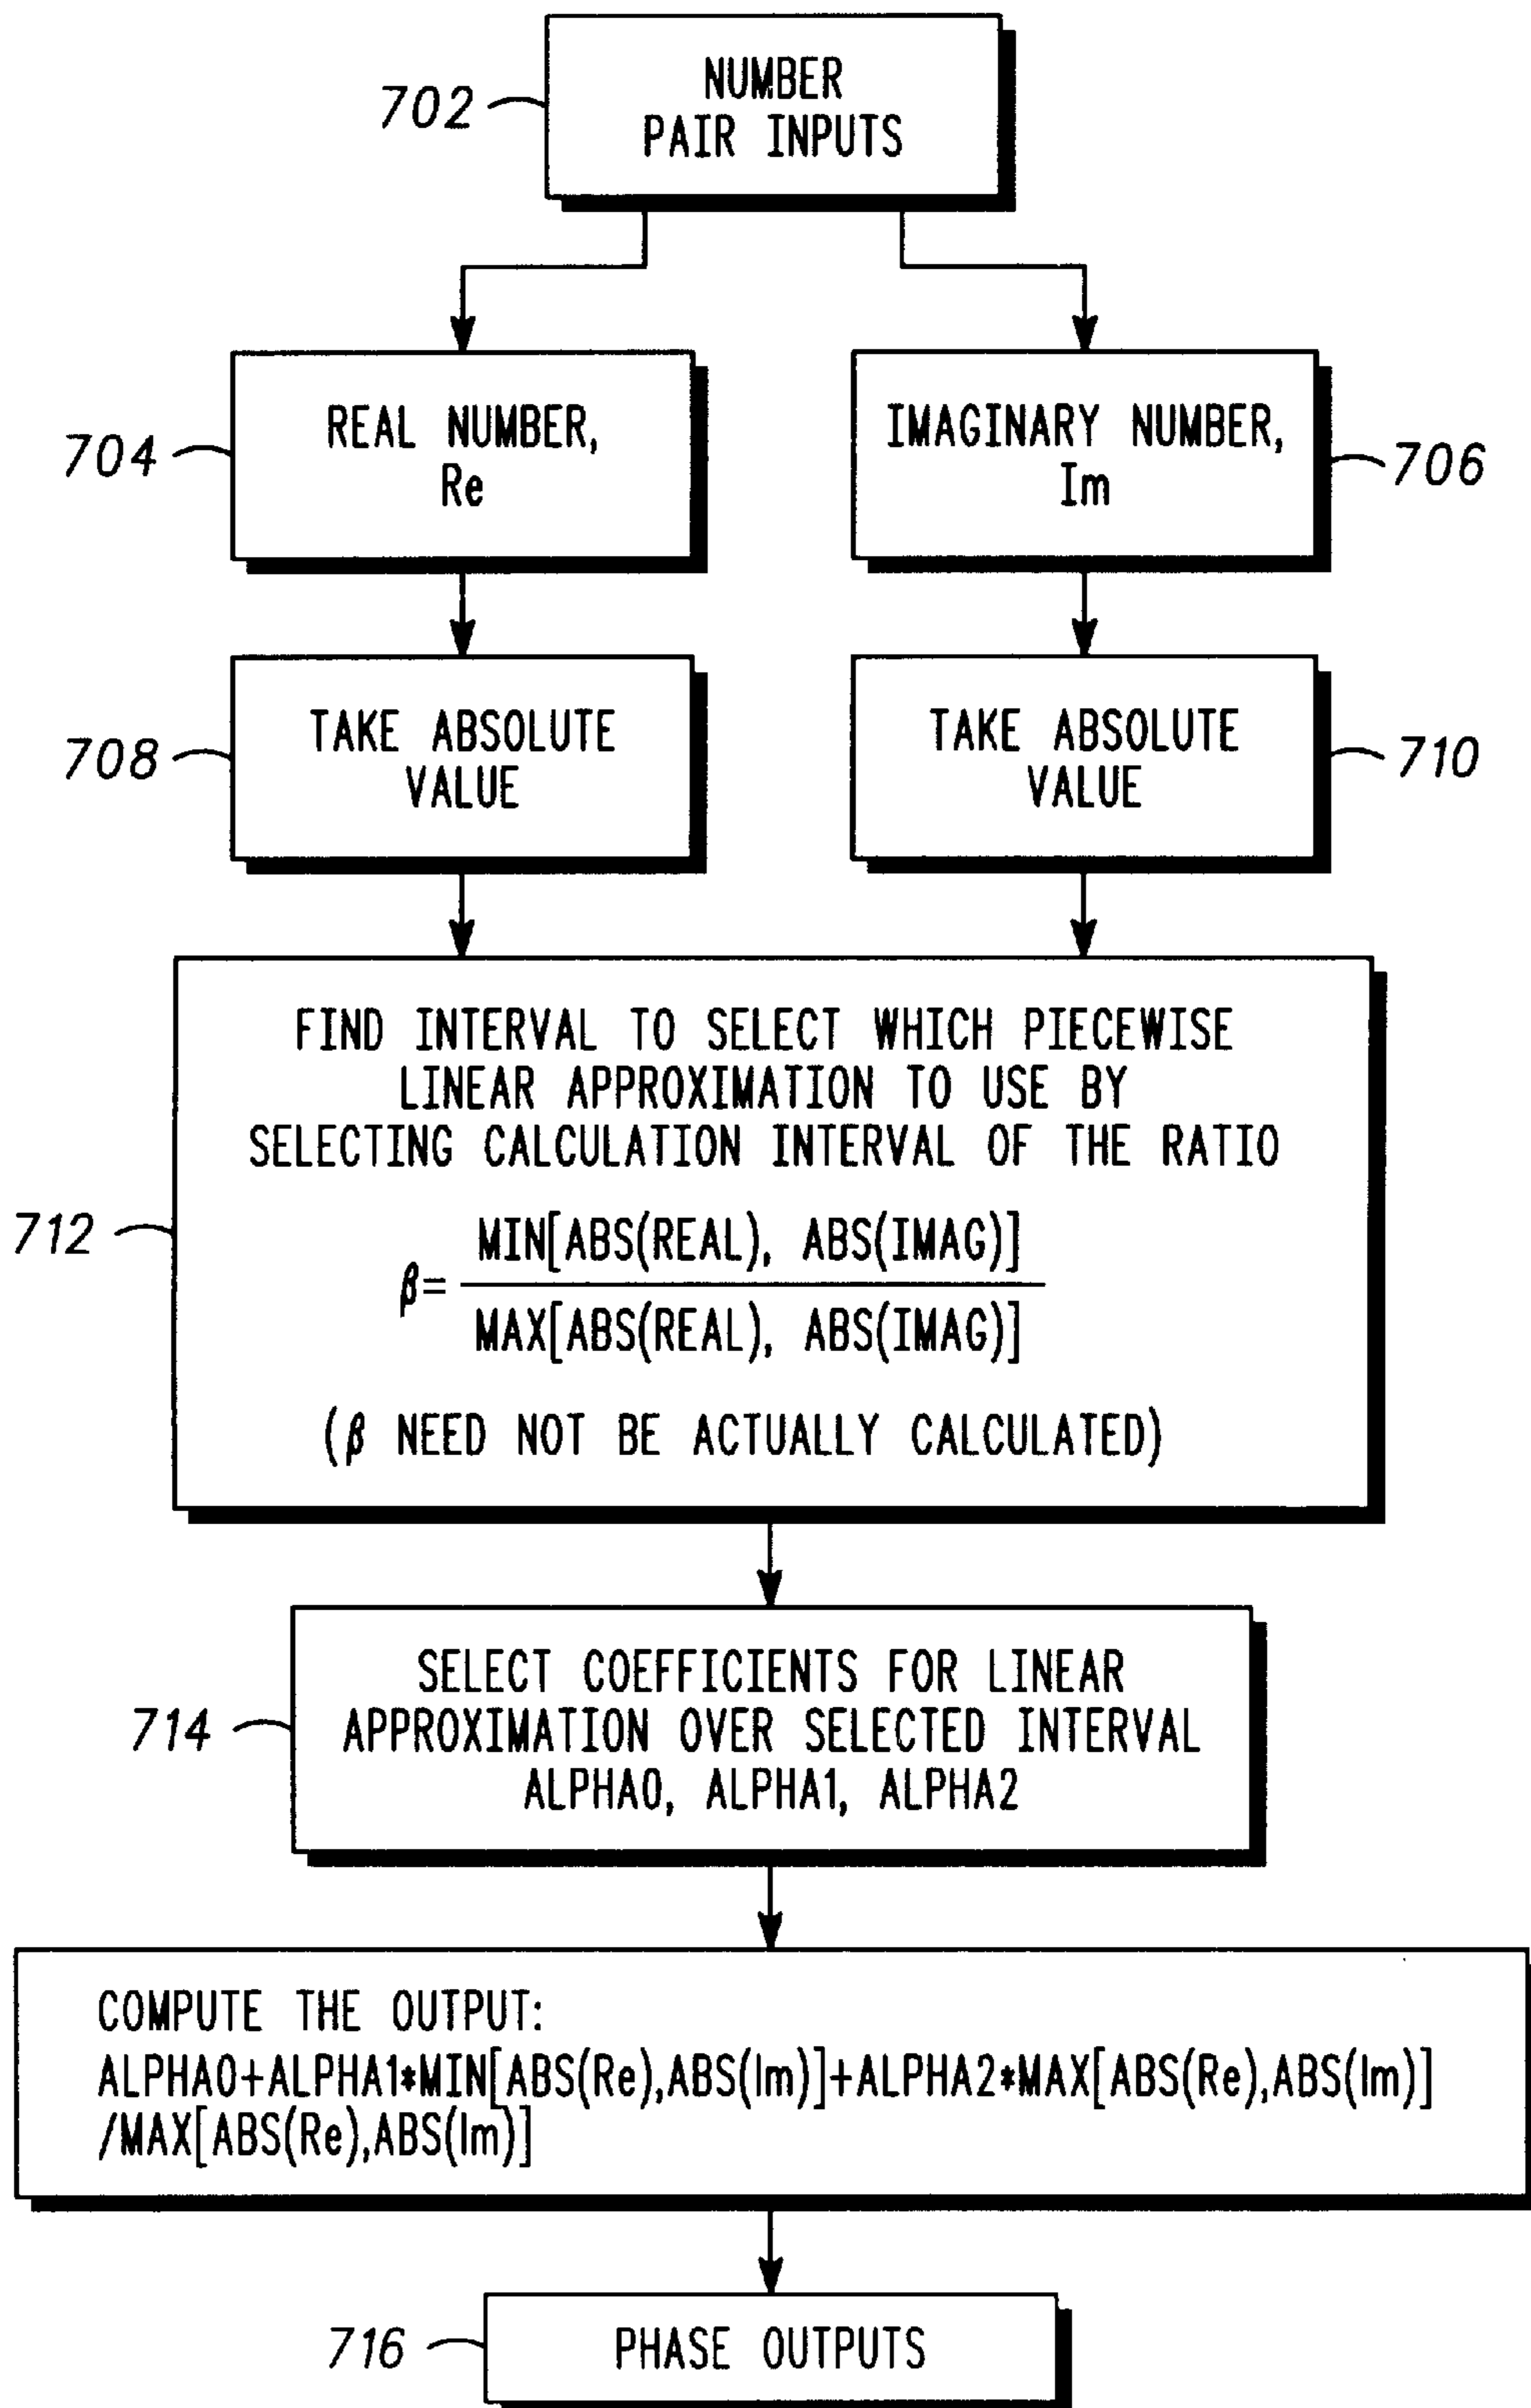 NUMBER
PAIR INPUTS
702
REAL NUMBER,
Re
704
IMAGINARY NUMBER,
Im
706
TAKE ABSOLUTE
VALUE
708
TAKE ABSOLUTE
VALUE
710
FIND INTERVAL TO SELECT WHICH PIECEWISE
LINEAR APPROXIMATION TO USE BY
SELECTING CALCULATION INTERVAL OF THE RATIO
712
β= MIN[ABS(REAL), ABS(IMAG)]
MAX[ABS(REAL), ABS(IMAG)]
(β NEED NOT BE ACTUALLY CALCULATED)
SELECT COEFFICIENTS FOR LINEAR
714
APPROXIMATION OVER SELECTED INTERVAL
ALPHA0, ALPHA1, ALPHA2
COMPUTE THE OUTPUT:
ALPHA0+ALPHA1*MIN[ABS(Re),ABS(Im)]+ALPHA2*MAX[ABS(Re),ABS(Im)]
/MAX[ABS(Re),ABS(Im)]
716
PHASE OUTPUTS